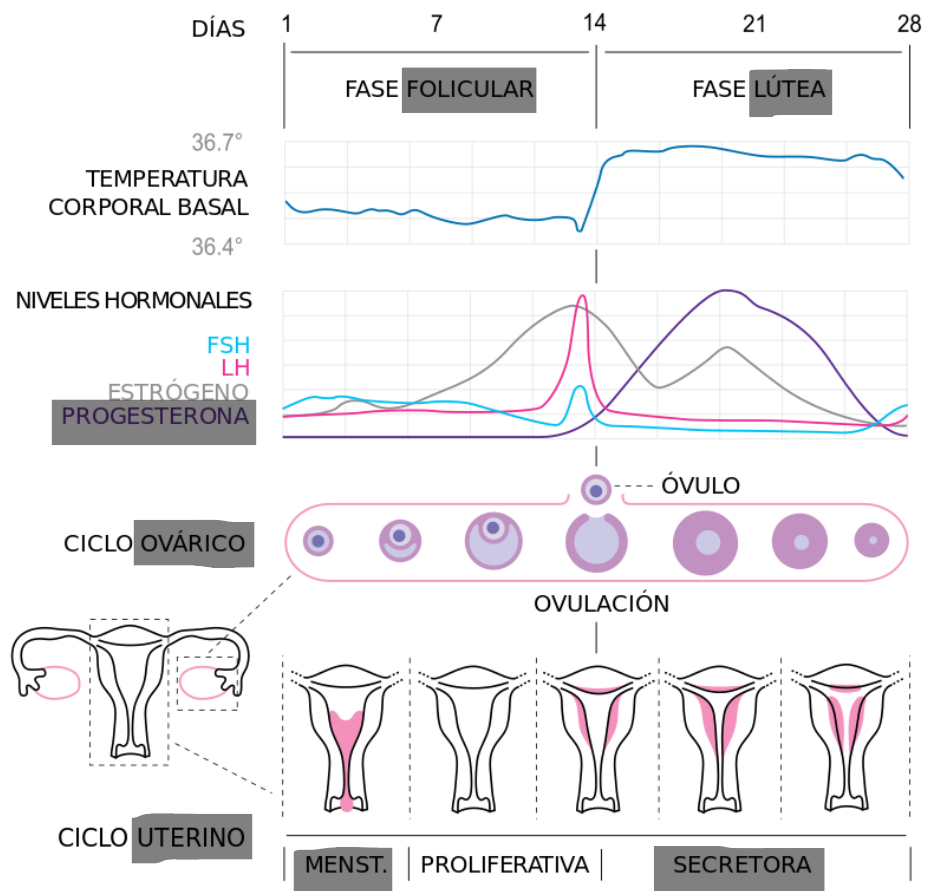 DÍAS
1 7 14 21 28
FASE FOLICULAR
FASE LÚTEA
36.7°
TEMPERATURA
CORPORAL BASAL
36.4°
NIVELES HORMONALES
FSH
LH
ESTRÓGENO
PROGESTERONA
ÓVULO
CICLO OVÁRICO
OVULACIÓN
CICLO UTERINO
MENST.
PROLIFERATIVA
SECRETORA